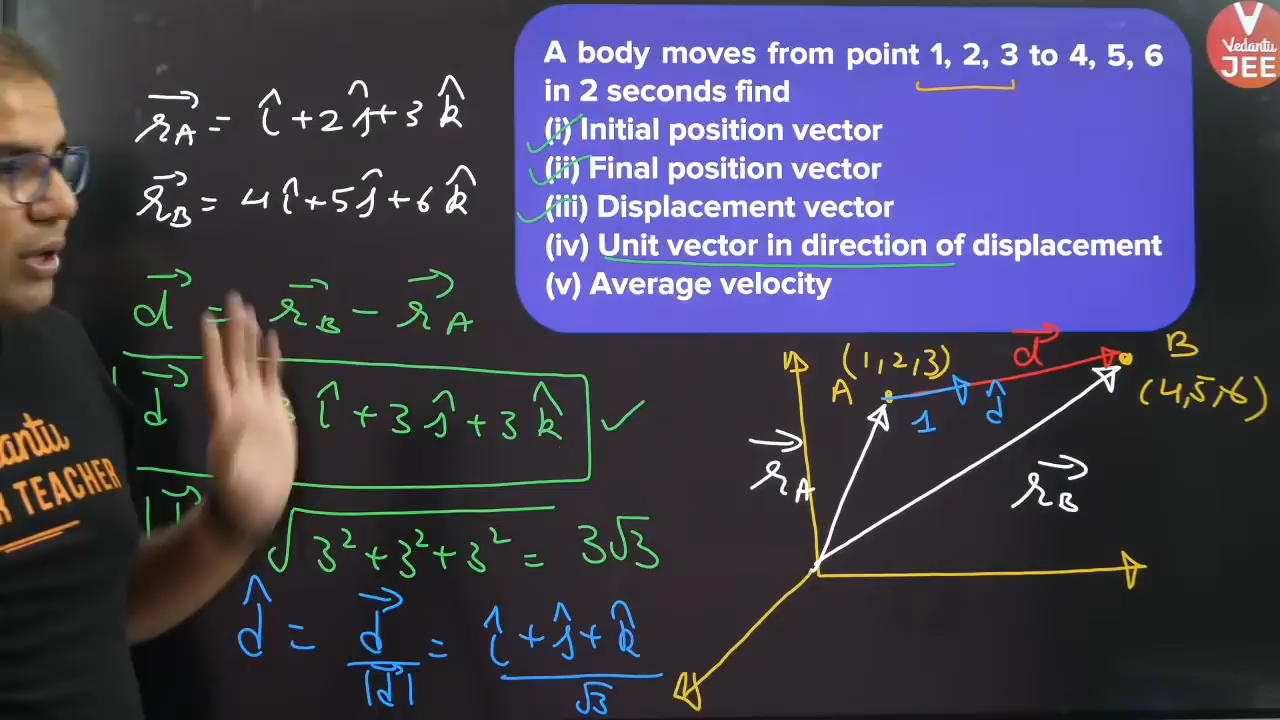 A body moves from point 1, 2, 3 to 4, 5, 6
in 2 seconds find
(i) Initial position vector
(ii) Final position vector
(iii) Displacement vector
(iv) Unit vector in direction of displacement
(v) Average velocity
V
Vedantu
JEE
r⃗A = î + 2ĵ + 3k̂
r⃗B = 4î + 5ĵ + 6k̂
d⃗ = r⃗B − r⃗A
d⃗ î + 3ĵ + 3k̂ ✓
√(3² + 3² + 3²) = 3√3
d̂ = d⃗/|d⃗| = (î + ĵ + k̂)/√3
A (1,2,3)
d⃗
B
(4,5,6)
1 d̂
r⃗A
r⃗B
TEACHER